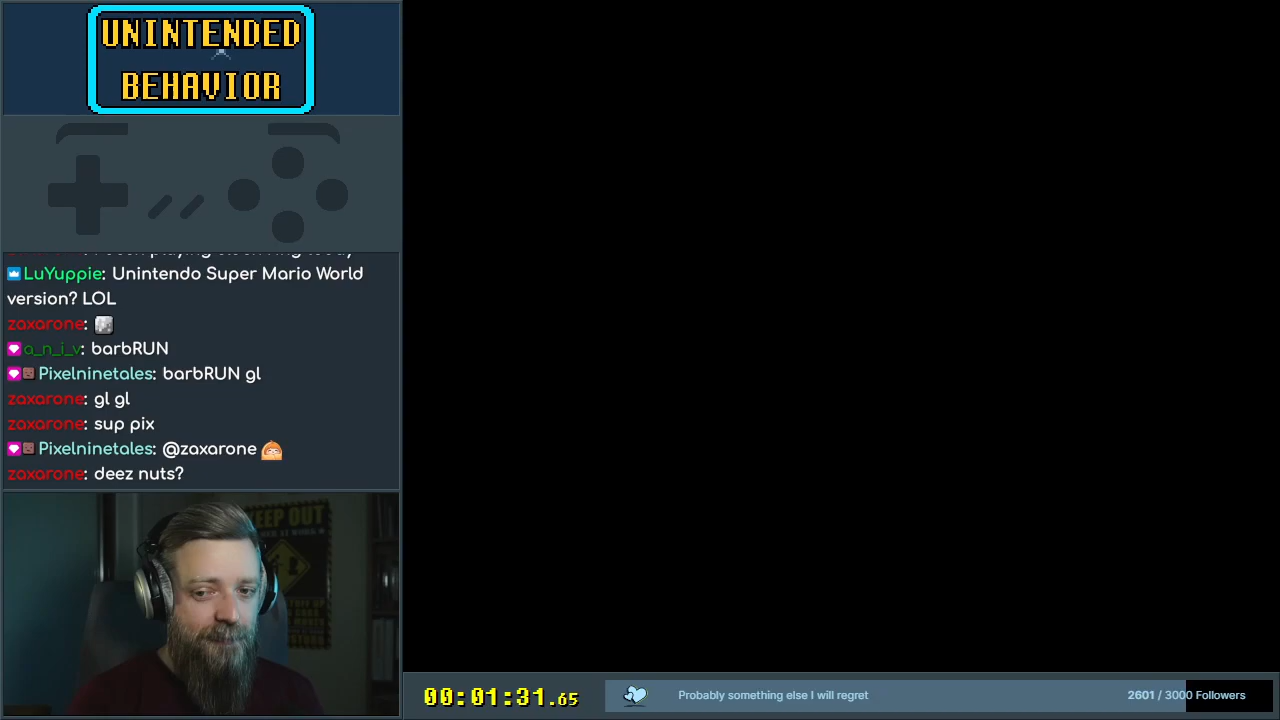 UNINTENDED
BEHAVIOR
LuYuppie: Unintendo Super Mario World
version? LOL
zaxarone:
a_n_i_v: barbRUN
Pixelninetales: barbRUN gl
zaxarone: gl gl
zaxarone: sup pix
Pixelninetales: @zaxarone
zaxarone: deez nuts?
KEEP OUT
00:01:31.65
Probably something else I will regret
2601 / 3000 Followers